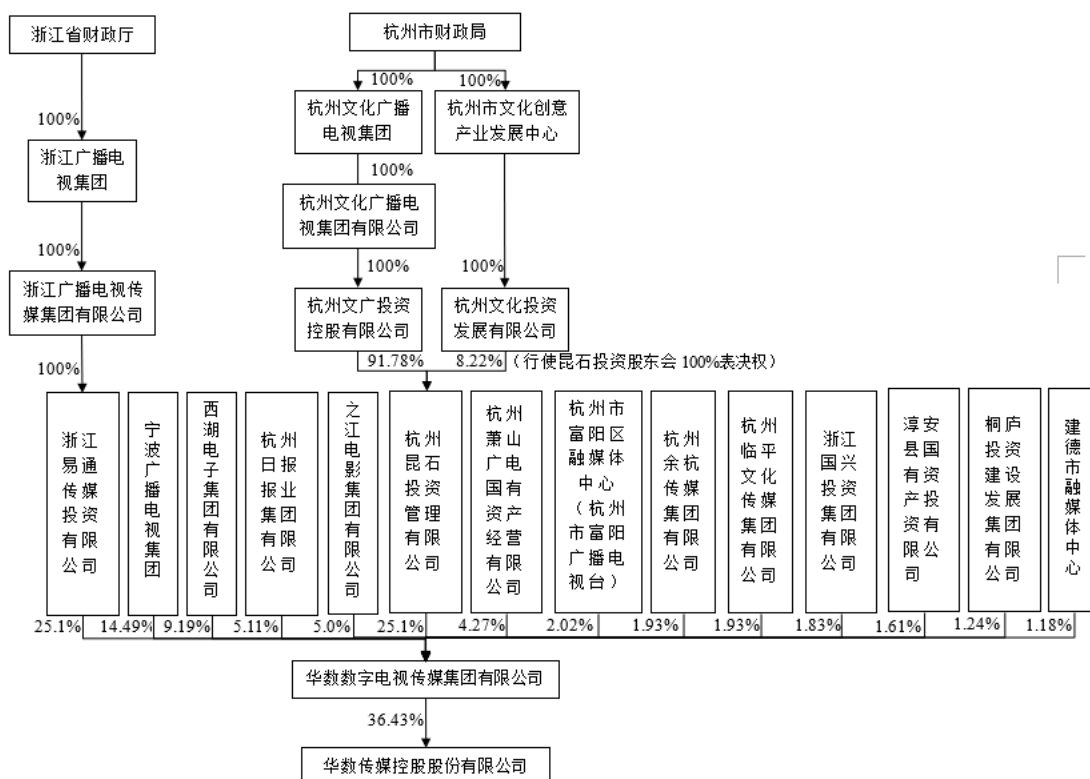 浙江省财政厅
杭州市财政局
100%
100%
100%
杭州文化广播
电视集团
杭州市文化创意
产业发展中心
浙江广播电
视集团
100%
杭州文化广播电
视集团有限公司
100%
100%
100%
浙江广播电视传
媒集团有限公司
杭州文广投资
控股有限公司
杭州文化投资
发展有限公司
100%
91.78%
8.22%（行使昆石投资股东会 100%表决权）
浙江
易通
传媒
投资
有限
公司
宁波广播电视集团
西湖电子集团有限公司
杭州
日报
报业
集团
有限
公司
之江电影集团有限公司
杭州
昆石
投资
管理
有限
公司
杭州
萧山
广电
国有
资产
经营
有限
公司
杭州市
富阳区
融媒体
中心
（杭州
市富阳
广播电
视台）
杭州
余杭
传媒
集团
有限
公司
杭州
临平
文化
传媒
集团
有限
公司
浙江
国兴
投资
集团
有限
公司
淳安
县国
有资
产投
资有
限公
司
桐庐
投资
建设
发展
集团
有限
公司
建德市融媒体中心
25.1%
14.49%
9.19%
5.11%
5.0%
25.1%
4.27%
2.02%
1.93%
1.93%
1.83%
1.61%
1.24%
1.18%
华数数字电视传媒集团有限公司
36.43%
华数传媒控股股份有限公司